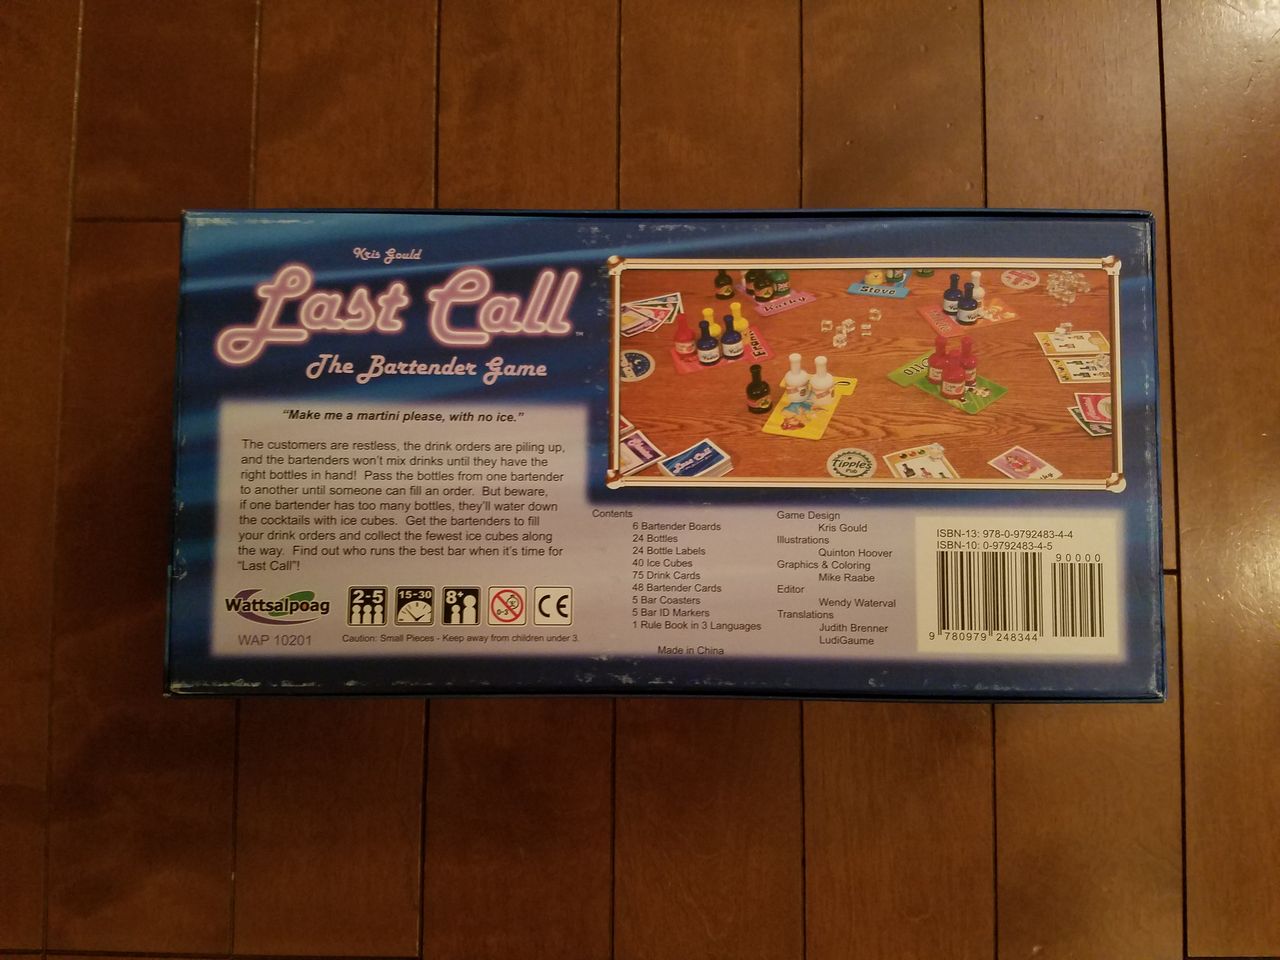 Kris Gould
Last Call™
The Bartender Game
"Make me a martini please, with no ice."
The customers are restless, the drink orders are piling up,
and the bartenders won't mix drinks until they have the
right bottles in hand! Pass the bottles from one bartender
to another until someone can fill an order. But beware,
if one bartender has too many bottles, they'll water down
the cocktails with ice cubes. Get the bartenders to fill
your drink orders and collect the fewest ice cubes along
the way. Find out who runs the best bar when it's time for
"Last Call"!
Wattsalpoag
WAP 10201
2-5
15-30
8+
0-3
CE
Caution: Small Pieces - Keep away from children under 3.
Rocky
Steve
Frank
Otto
Last Call
Tipples
Pub
Contents
6 Bartender Boards
24 Bottles
24 Bottle Labels
40 Ice Cubes
75 Drink Cards
48 Bartender Cards
5 Bar Coasters
5 Bar ID Markers
1 Rule Book in 3 Languages
Made in China
Game Design
Kris Gould
Illustrations
Quinton Hoover
Graphics & Coloring
Mike Raabe
Editor
Wendy Waterval
Translations
Judith Brenner
LudiGaume
ISBN-13: 978-0-9792483-4-4
ISBN-10: 0-9792483-4-5
90000
9 780979 248344